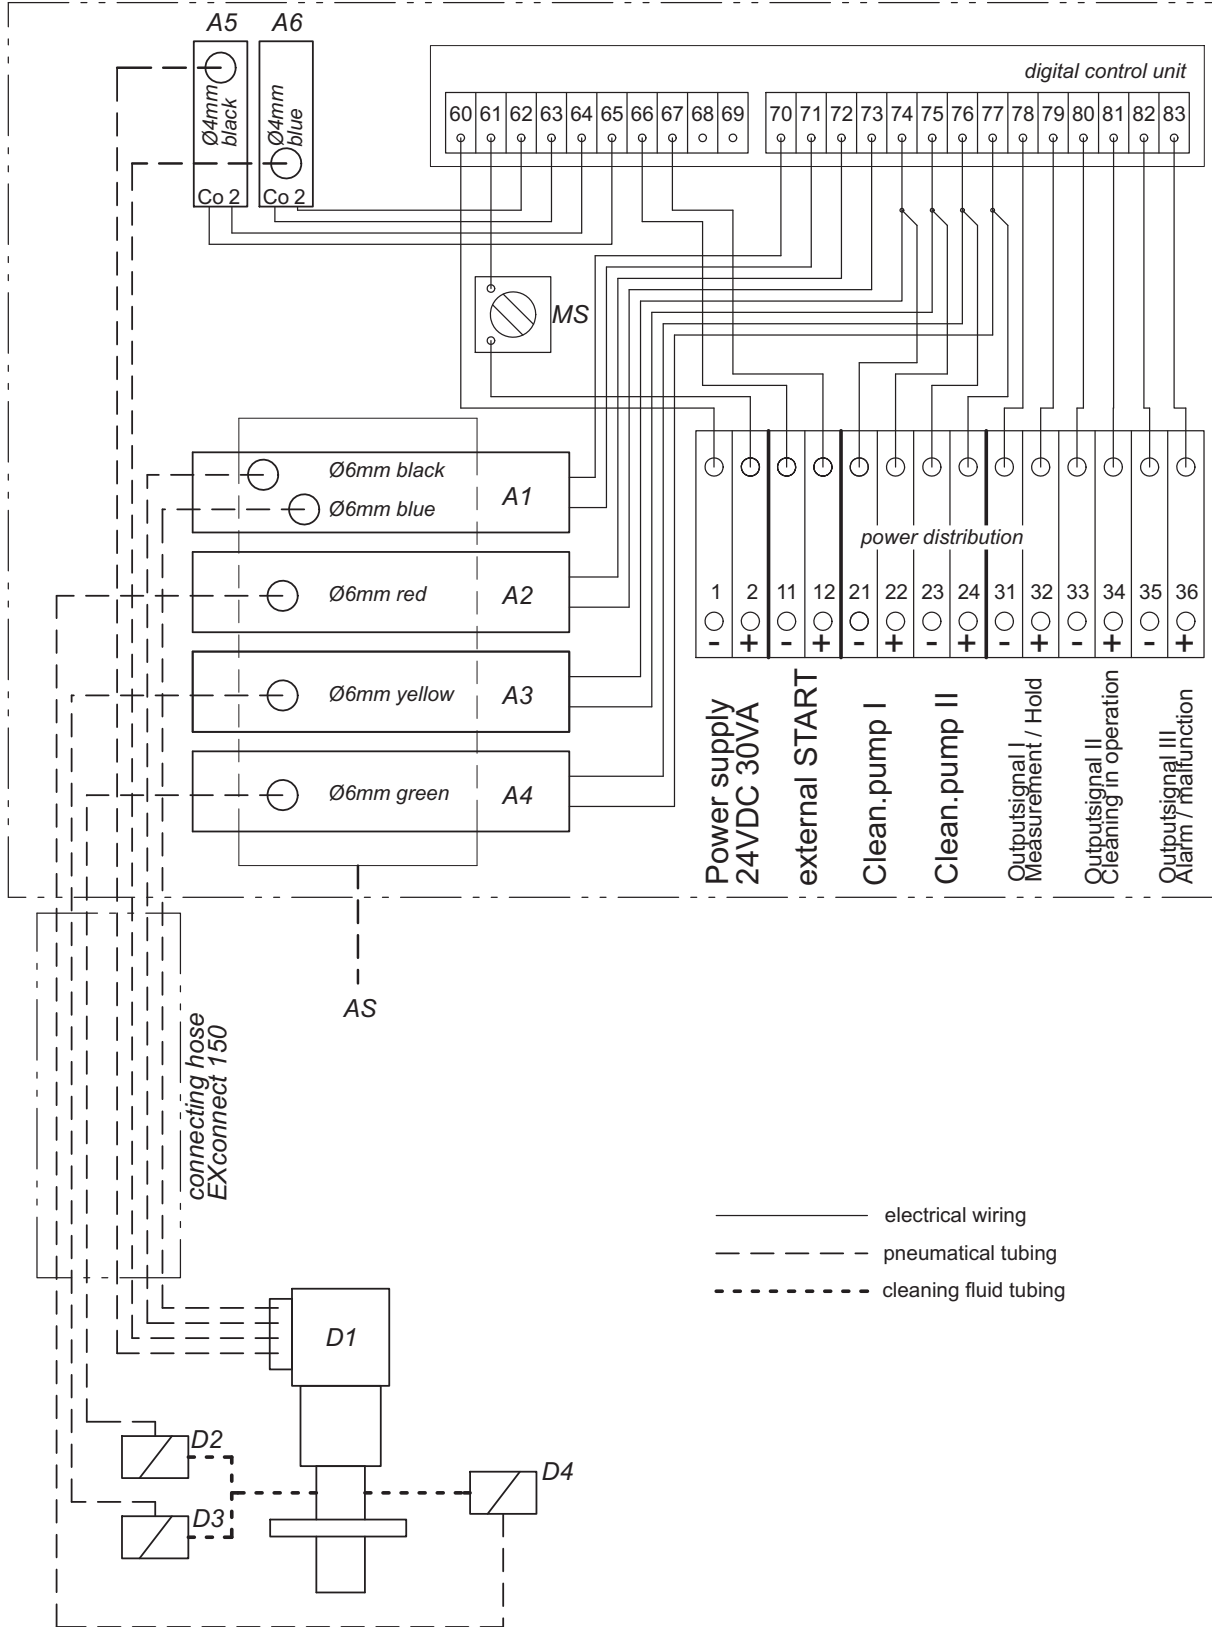 A5 A6
digital control unit
60 61 62 63 64 65 66 67 68 69 70 71 72 73 74 75 76 77 78 79 80 81 82 83
Ø4mm
black
Ø4mm
blue
Co 2 Co 2
MS
Ø6mm black
Ø6mm blue
A1
Ø6mm red A2
Ø6mm yellow A3
Ø6mm green A4
power distribution
1 2 11 12 21 22 23 24 31 32 33 34 35 36
- + - + - + - + - + - + - +
Power supply
24VDC 30VA
external START
Clean.pump I
Clean.pump II
Outputsignal I
Measurement / Hold
Outputsignal II
Cleaning in operation
Outputsignal III
Alarm / malfunction
AS
connecting hose
EXconnect 150
electrical wiring
pneumatical tubing
cleaning fluid tubing
D1
D2
D4
D3